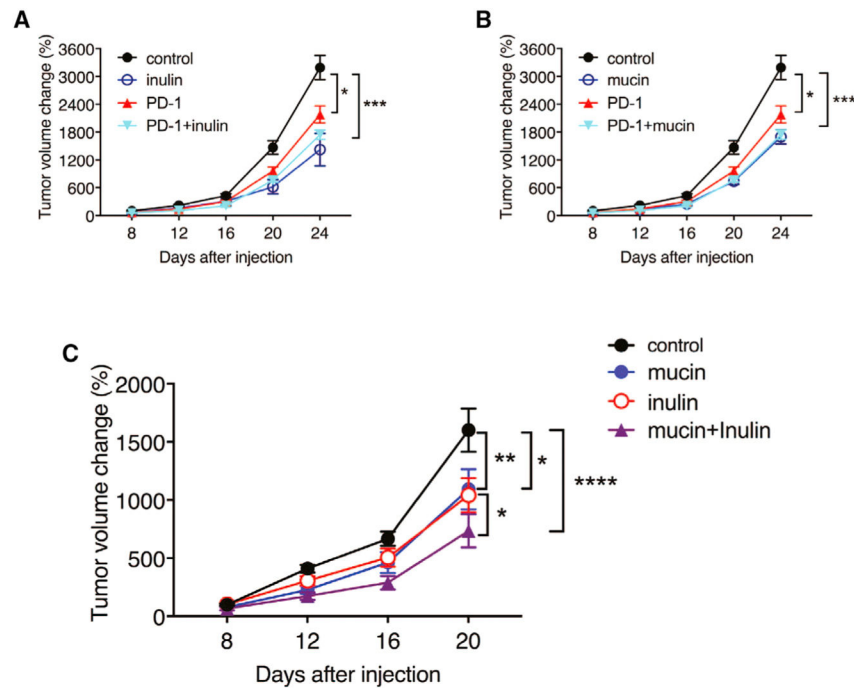 A
Tumor volume change (%)
3600
3000
2400
1800
1200
600
0
control
inulin
PD-1
PD-1+inulin
*
***
8 12 16 20 24
Days after injection
B
Tumor volume change (%)
3600
3000
2400
1800
1200
600
0
control
mucin
PD-1
PD-1+mucin
*
***
8 12 16 20 24
Days after injection
C
Tumor volume change (%)
2000
1500
1000
500
0
control
mucin
inulin
mucin+Inulin
**
*
****
*
8 12 16 20
Days after injection